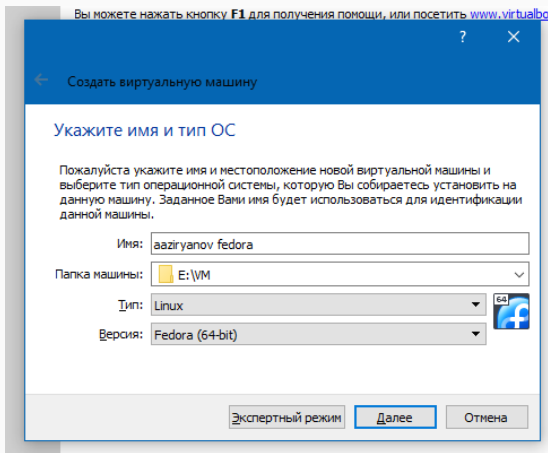 Вы можете нажать кнопку F1 для получения помощи, или посетить www.virtualbo
?
Создать виртуальную машину
Укажите имя и тип ОС
Пожалуйста укажите имя и местоположение новой виртуальной машины и
выберите тип операционной системы, которую Вы собираетесь установить на
данную машину. Заданное Вами имя будет использоваться для идентификации
данной машины.
Имя: aaziryanov fedora
Папка машины: E:\VM
Тип: Linux
64
Версия: Fedora (64-bit)
Экспертный режим Далее Отмена